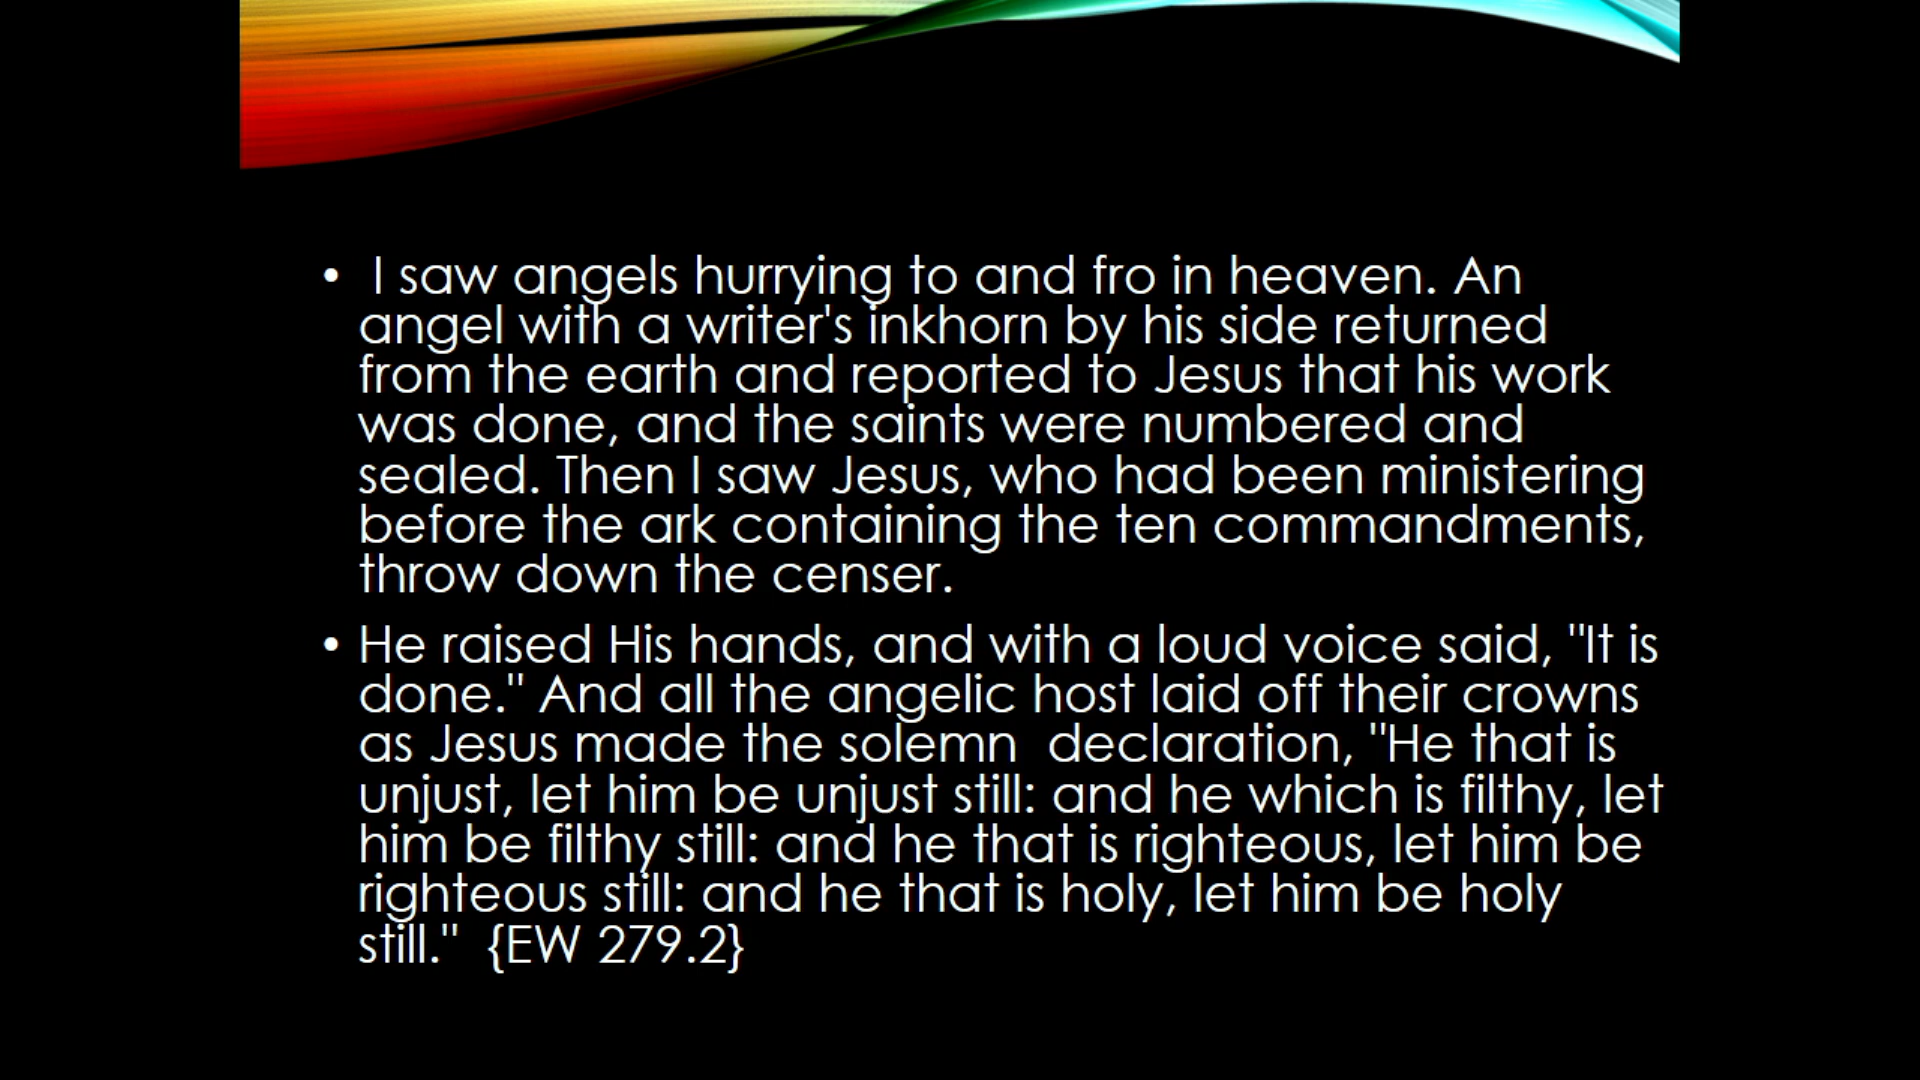 •  I saw angels hurrying to and fro in heaven. An
angel with a writer's inkhorn by his side returned
from the earth and reported to Jesus that his work
was done, and the saints were numbered and
sealed. Then I saw Jesus, who had been ministering
before the ark containing the ten commandments,
throw down the censer.
• He raised His hands, and with a loud voice said, "It is
done." And all the angelic host laid off their crowns
as Jesus made the solemn  declaration, "He that is
unjust, let him be unjust still: and he which is filthy, let
him be filthy still: and he that is righteous, let him be
righteous still: and he that is holy, let him be holy
still."  {EW 279.2}